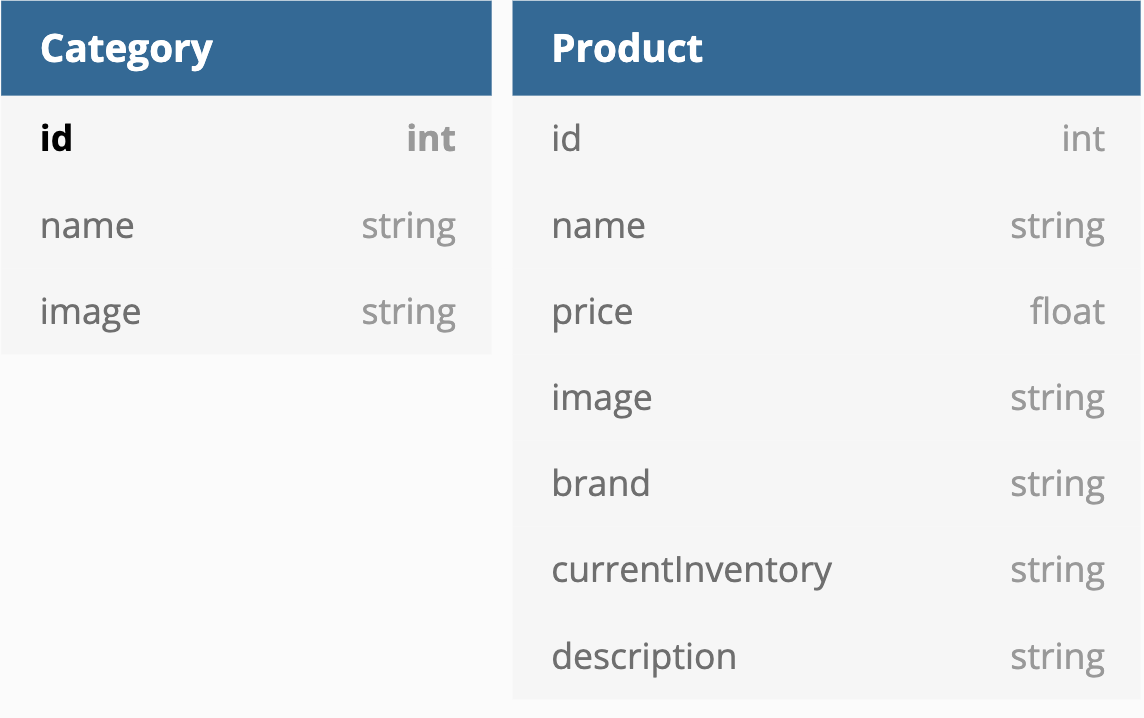 Category
id int
name string
image string
Product
id int
name string
price float
image string
brand string
currentInventory string
description string